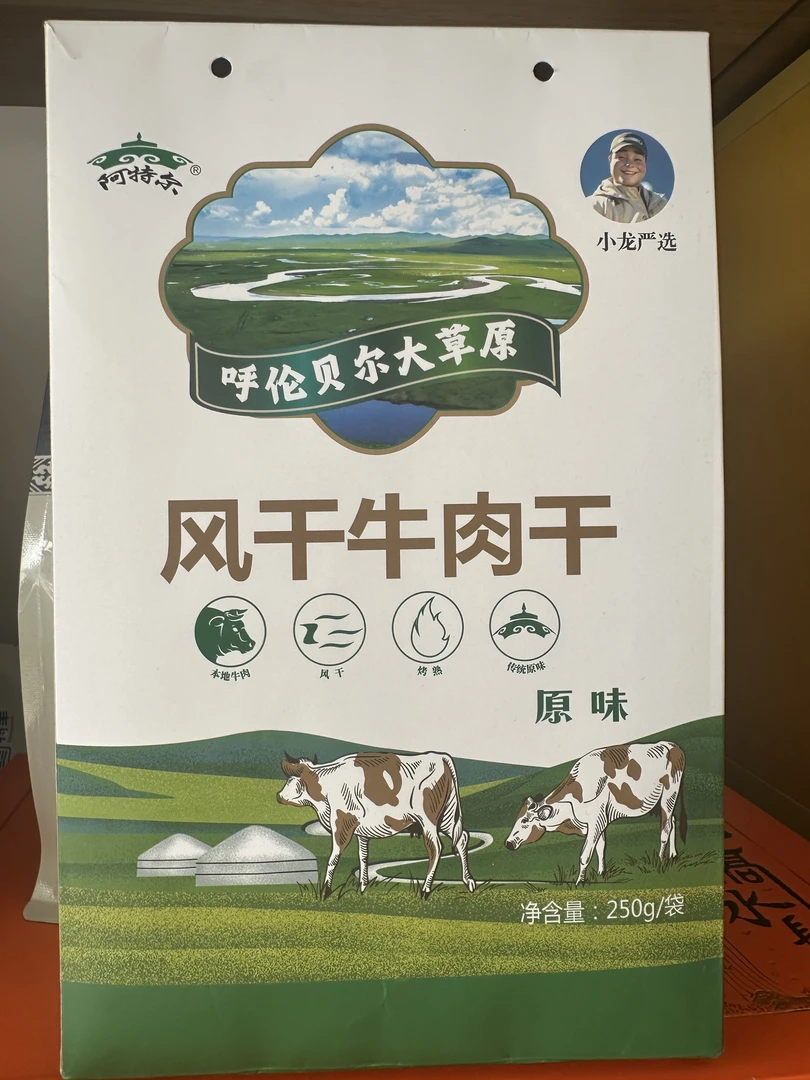 阿特尔®
小龙严选
呼伦贝尔大草原
风干牛肉干
本地牛肉
风干
烤熟
传统原味
原味
净含量：250g/袋